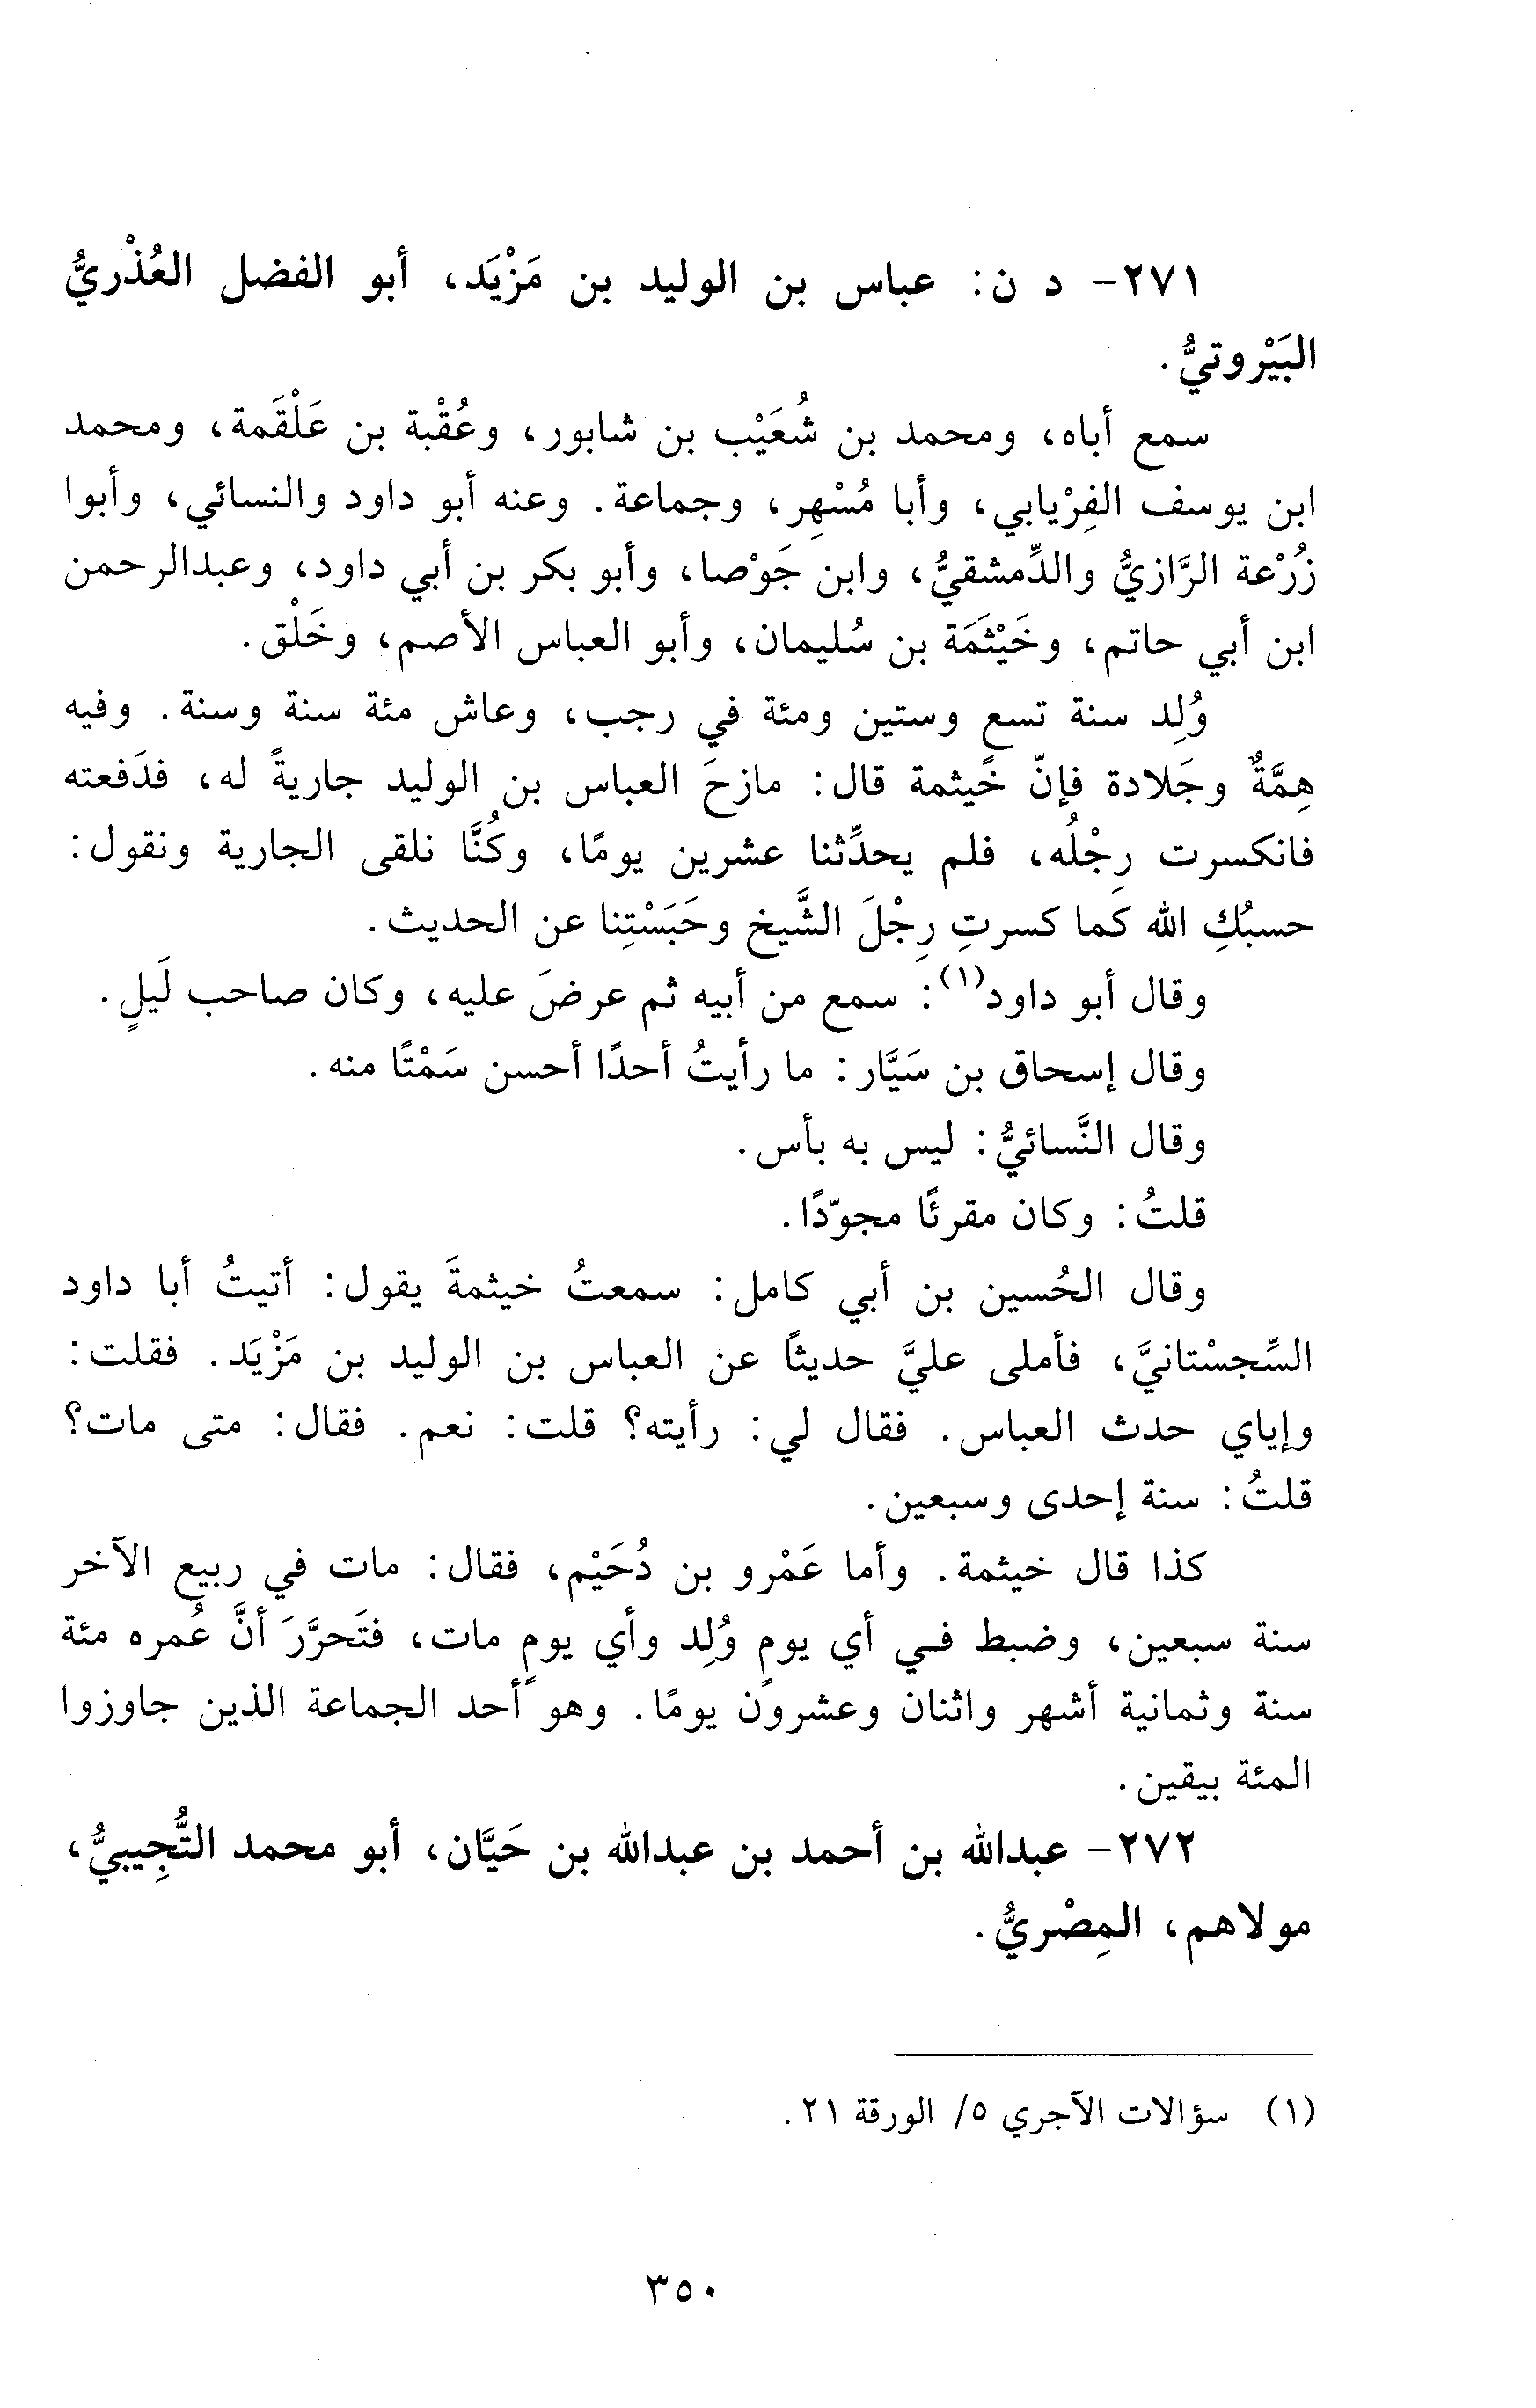 ٢٧١- د ن: عباس بن الوليد بن مَزْيَد، أبو الفضل العُذْريُّ
البَيْروتيُّ.
سمع أباه، ومحمد بن شُعَيْب بن شابور، وعُقْبة بن عَلْقَمة، ومحمد
ابن يوسف الفِرْيابي، وأبا مُسْهِر، وجماعة. وعنه أبو داود والنسائي، وأبوا
زُرْعة الرَّازيُّ والدِّمشقيُّ، وابن جَوْصا، وأبو بكر بن أبي داود، وعبدالرحمن
ابن أبي حاتم، وخَيْثَمَة بن سُليمان، وأبو العباس الأصم، وخَلْق.
وُلِد سنة تسع وستين ومئة في رجب، وعاش مئة سنة وسنة. وفيه
هِمَّةٌ وجَلادة فإنّ خَيثمة قال: مازحَ العباس بن الوليد جاريةً له، فدَفعته
فانكسرت رِجْلُه، فلم يحدِّثنا عشرين يومًا، وكُنَّا نلقى الجارية ونقول:
حسبُكِ الله كَما كسرتِ رِجْلَ الشَّيخ وحَبَسْتِنا عن الحديث.
وقال أبو داود(١): سمع من أبيه ثم عرضَ عليه، وكان صاحب لَيلٍ.
وقال إسحاق بن سَيَّار: ما رأيتُ أحدًا أحسن سَمْتًا منه.
وقال النَّسائيُّ: ليس به بأس.
قلتُ: وكان مقرئًا مجوّدًا.
وقال الحُسين بن أبي كامل: سمعتُ خيثمةَ يقول: أتيتُ أبا داود
السِّجسْتانيَّ، فأملى عليَّ حديثًا عن العباس بن الوليد بن مَزْيَد. فقلت:
وإياي حدث العباس. فقال لي: رأيته؟ قلت: نعم. فقال: متى مات؟
قلتُ: سنة إحدى وسبعين.
كذا قال خيثمة. وأما عَمْرو بن دُحَيْم، فقال: مات في ربيع الآخر
سنة سبعين، وضبط في أي يومٍ وُلِد وأي يومٍ مات، فتَحرَّرَ أنَّ عُمره مئة
سنة وثمانية أشهر واثنان وعشرون يومًا. وهو أحد الجماعة الذين جاوزوا
المئة بيقين.
٢٧٢- عبدالله بن أحمد بن عبدالله بن حَيَّان، أبو محمد التُّجِيبيُّ،
مولاهم، المِصْريُّ.
(١) سؤالات الآجري ٥/ الورقة ٢١.
٣٥٠